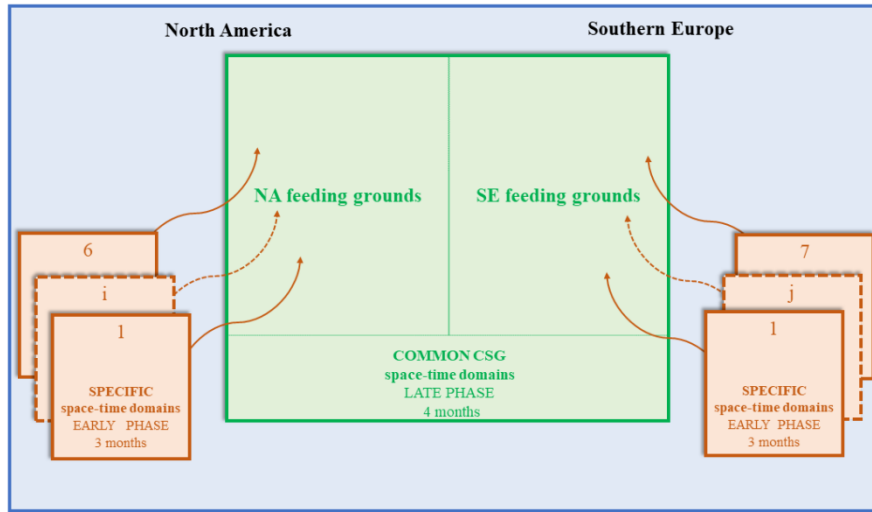 North America
Southern Europe
NA feeding grounds
SE feeding grounds
6
i
1
SPECIFIC
space-time domains
EARLY PHASE
3 months
COMMON CSG
space-time domains
LATE PHASE
4 months
7
j
1
SPECIFIC
space-time domains
EARLY PHASE
3 months